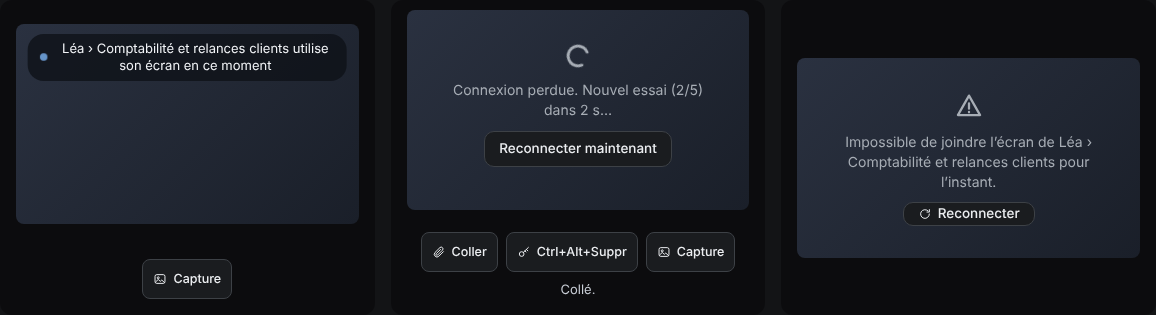 Léa › Comptabilité et relances clients utilise
son écran en ce moment
Capture
Connexion perdue. Nouvel essai (2/5)
dans 2 s…
Reconnecter maintenant
Coller
Ctrl+Alt+Suppr
Capture
Collé.
Impossible de joindre l’écran de Léa ›
Comptabilité et relances clients pour
l’instant.
Reconnecter